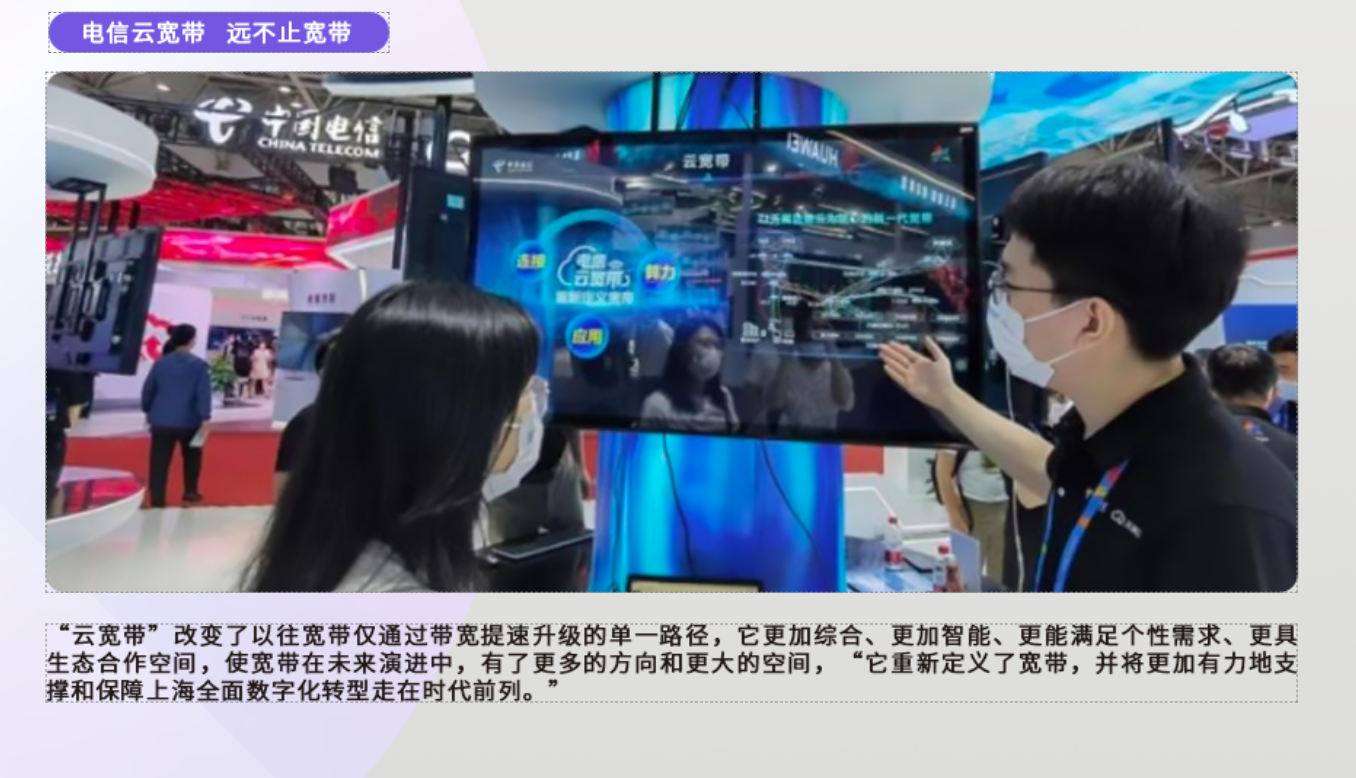 电信云宽带 远不止宽带
中国电信
CHINA TELECOM
HUAWEI
云宽带
连接
电信
云宽带
算力
重新定义宽带
应用
“云宽带”改变了以往宽带仅通过带宽提速升级的单一路径，它更加综合、更加智能、更能满足个性需求、更具
生态合作空间，使宽带在未来演进中，有了更多的方向和更大的空间，“它重新定义了宽带，并将更加有力地支
撑和保障上海全面数字化转型走在时代前列。”